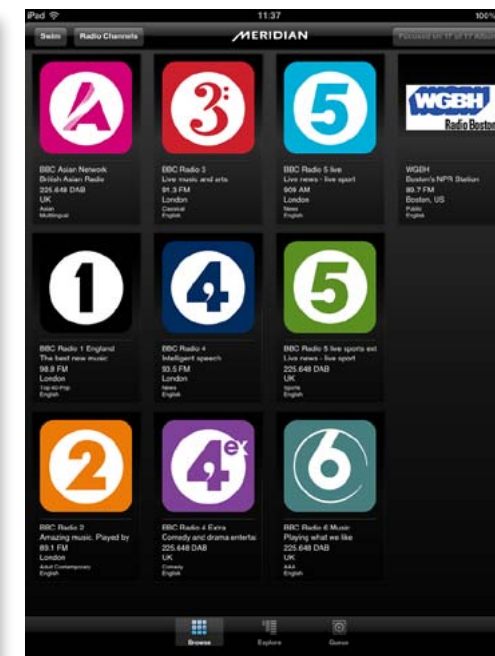 iPad 11:37 100%
Swim Radio Channels MERIDIAN Focused on 17 of 17 Album
3:
5
WGBH
Radio Boston
BBC Asian Network
British Asian Radio
225.648 DAB
UK
Asian
Multilingual
BBC Radio 3
Live music and arts
91.3 FM
London
Classical
English
BBC Radio 5 live
Live news - live sport
909 AM
London
News
English
WGBH
Boston's NPR Station
89.7 FM
Boston, US
Public
English
1
4
5
BBC Radio 1 England
The best new music
98.8 FM
London
Top 40-Pop
English
BBC Radio 4
Intelligent speech
93.5 FM
London
News
English
BBC Radio 5 live sports ext
Live news - live sport
225.648 DAB
UK
Sports
English
2
4 ex
6
BBC Radio 2
Amazing music. Played by
89.1 FM
London
Adult Contemporary
English
BBC Radio 4 Extra
Comedy and drama enterta
225.648 DAB
UK
Comedy
English
BBC Radio 6 Music
Playing what we like
225.648 DAB
UK
AAA
English
Browse Explore Queue